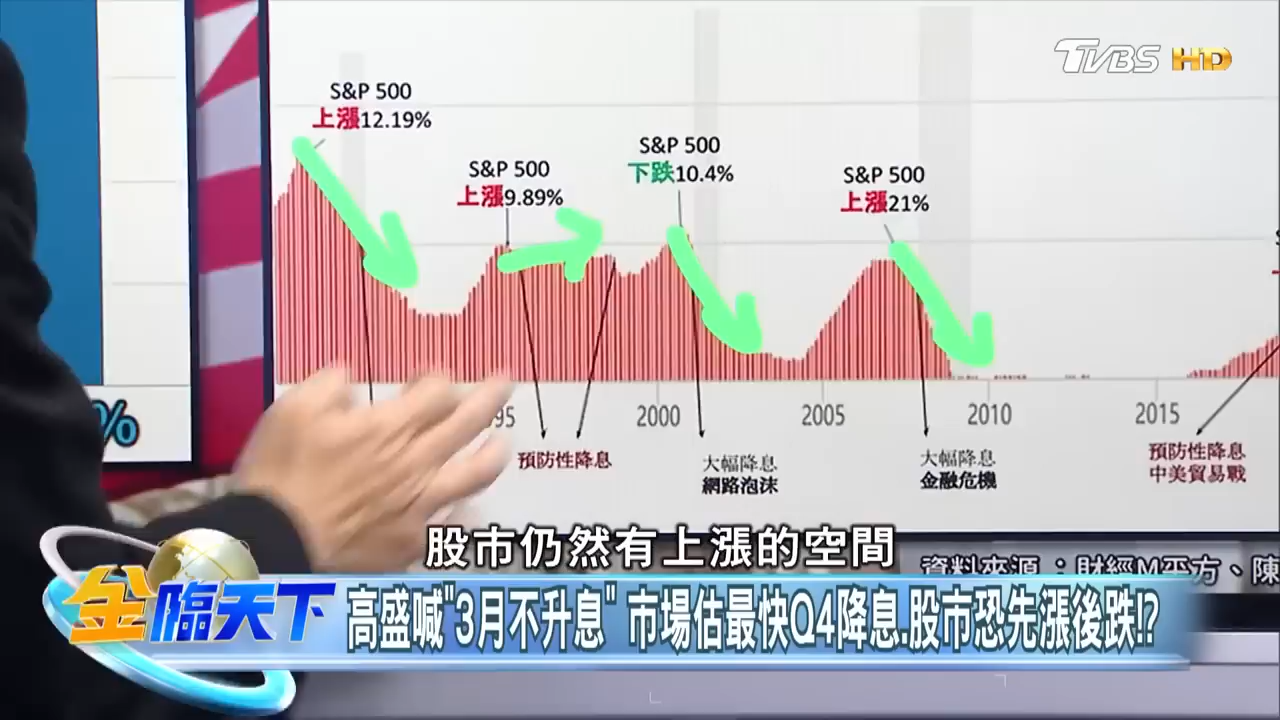 TVBS HD
S&P 500
上漲12.19%
S&P 500
上漲9.89%
S&P 500
下跌10.4%
S&P 500
上漲21%
95
2000
2005
2010
2015
預防性降息
大幅降息
網路泡沫
大幅降息
金融危機
預防性降息
中美貿易戰
%
股市仍然有上漲的空間
資料來源：財經M平方、陳
金臨天下
高盛喊"3月不升息" 市場估最快Q4降息.股市恐先漲後跌!?